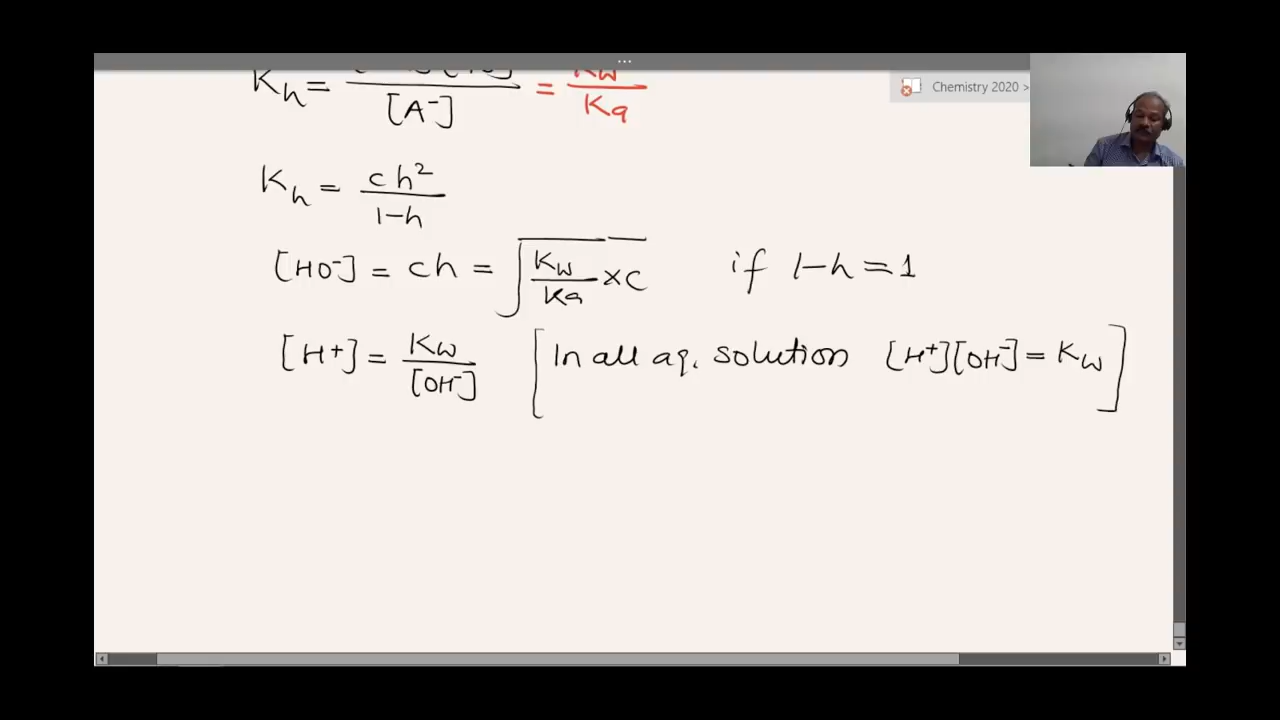 ...
Chemistry 2020 >
Kh = / [A⁻] = Kw / Ka
Kh = ch² / 1-h
[HO⁻] = ch = √(Kw / Ka × C) if 1-h = 1
[H+] = Kw / [OH⁻] [In all aq. solution [H⁺][OH⁻] = Kw]